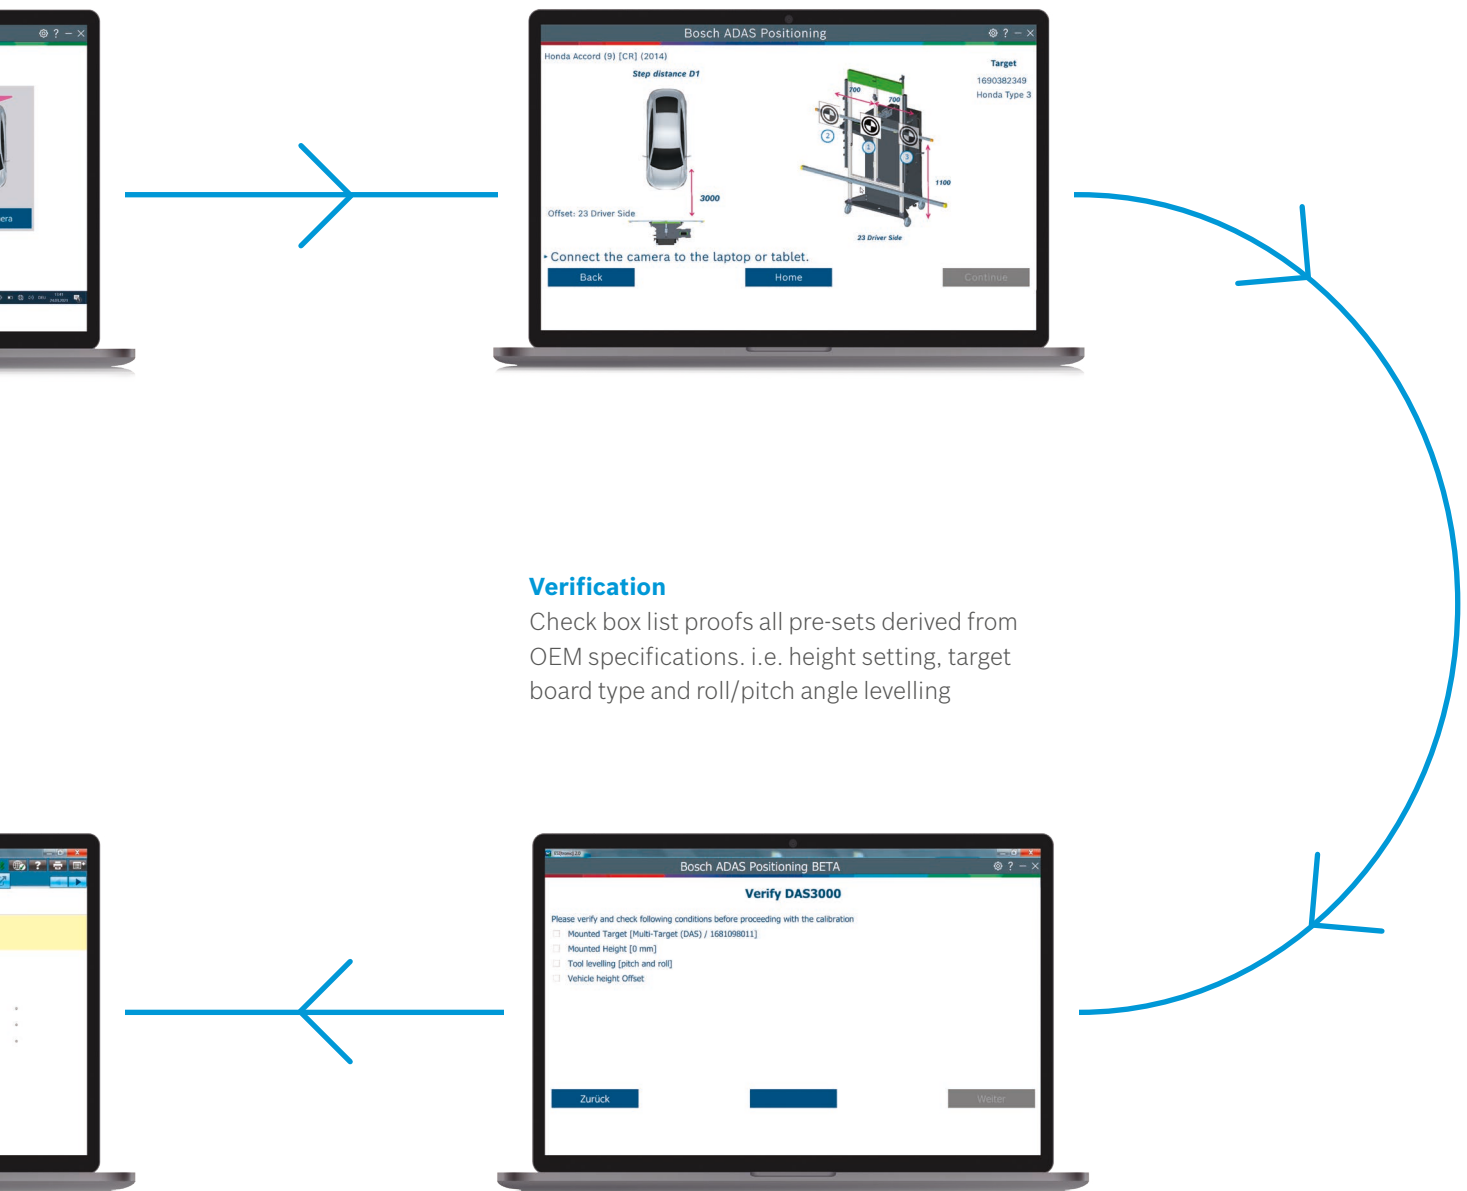 ? — ×
era
Bosch ADAS Positioning
? — ×
Honda Accord (9) [CR] (2014)
Step distance D1
3000
Offset: 23 Driver Side
700
700
2
1
3
1100
23 Driver Side
Target
1690382349
Honda Type 3
▸ Connect the camera to the laptop or tablet.
Back
Home
Continue
Verification
Check box list proofs all pre-sets derived from
OEM specifications. i.e. height setting, target
board type and roll/pitch angle levelling
?
Bosch ADAS Positioning BETA
? — ×
Verify DAS3000
Please verify and check following conditions before proceeding with the calibration
Mounted Target [Multi-Target (DAS) / 1681098011]
Mounted Height [0 mm]
Tool levelling [pitch and roll]
Vehicle height Offset
Zurück
Weiter